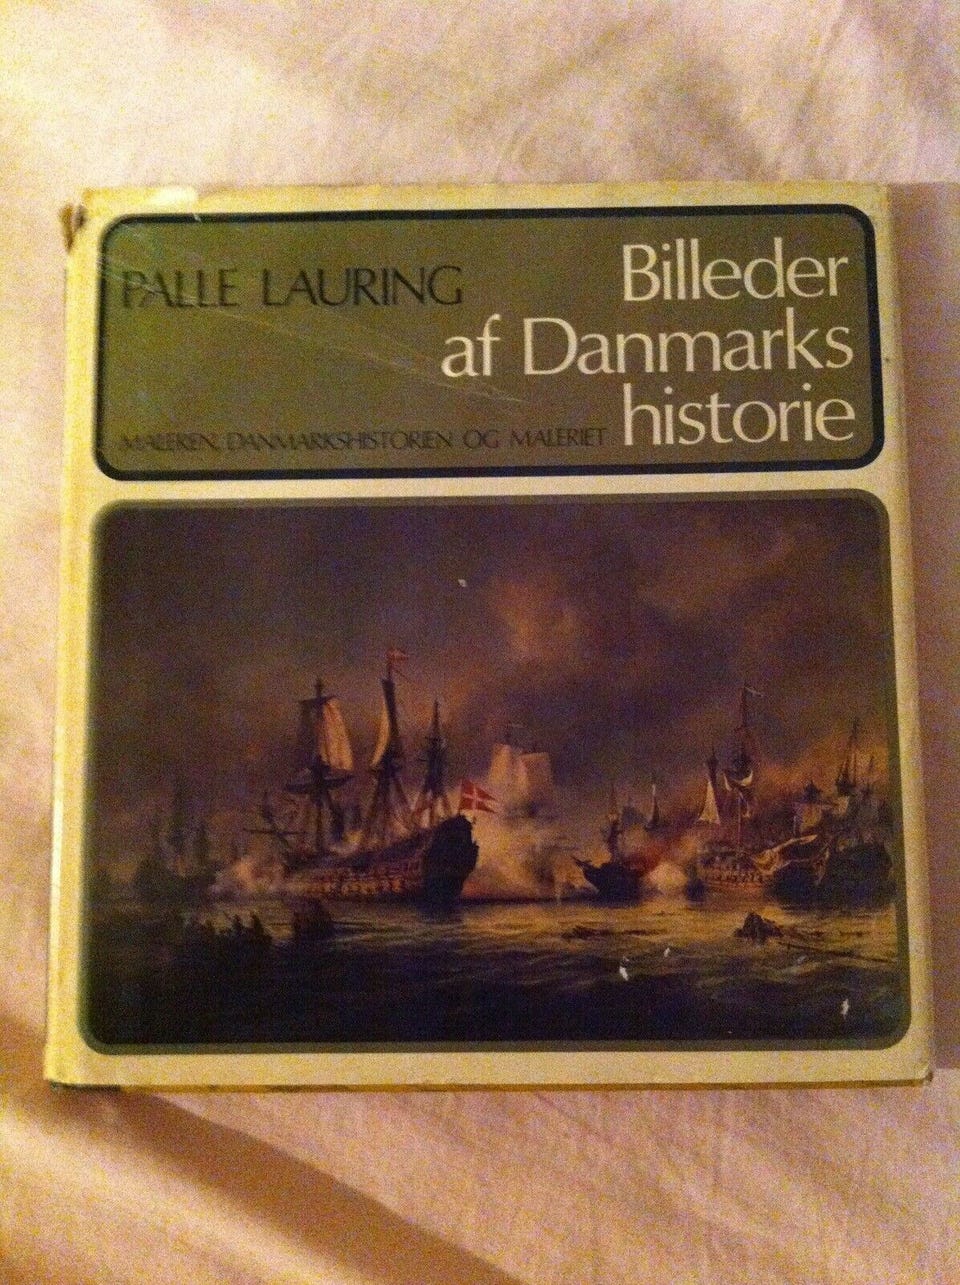 PALLE LAURING
Billeder
af Danmarks
historie
MALEREN, DANMARKSHISTORIEN OG MALERIET